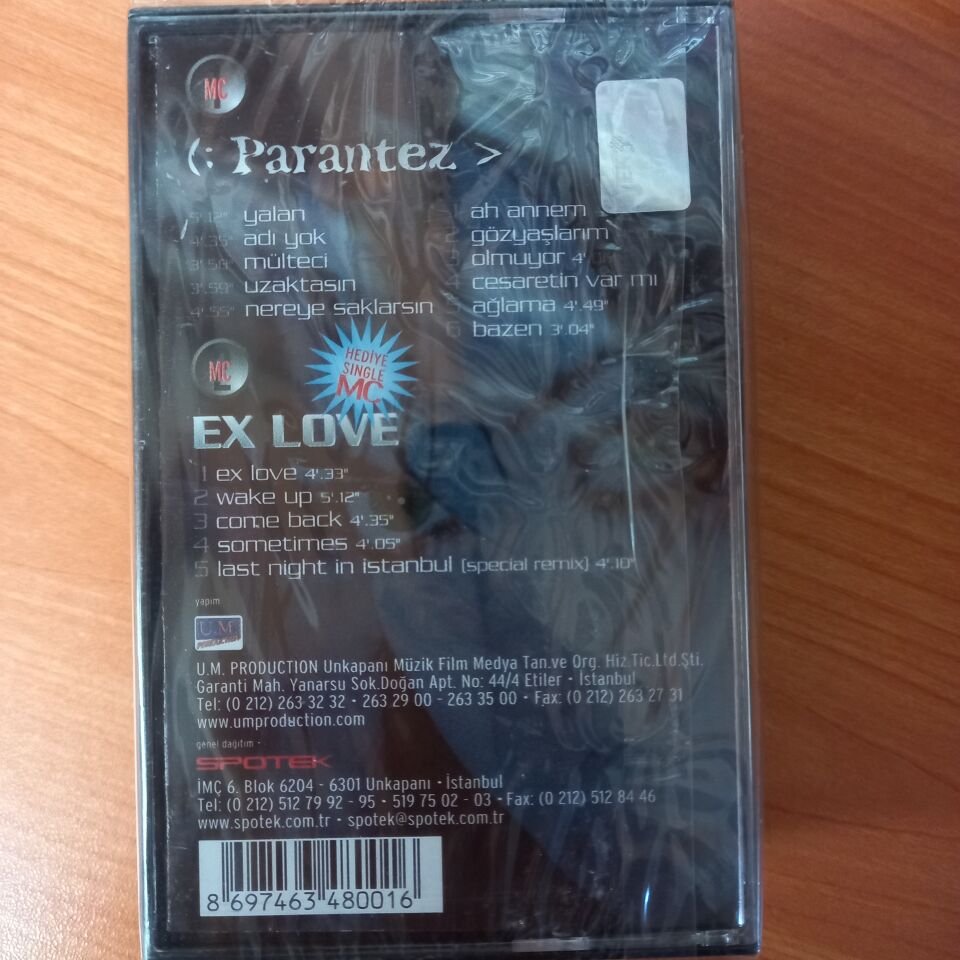 MC
(: Parantez >
5'.12" yalan
4'.35" adı yok
3'.58" mülteci
3'.59" uzaktasın
4'.55" nereye saklarsın
ah annem
2 gözyaşlarım
3 olmuyor
4 cesaretin var mı
5 ağlama 4'.49"
6 bazen 3'.04"
MC
HEDİYE
SINGLE
MC
EX LOVE
1 ex love 4'.33"
2 wake up 5'.12"
3 come back 4'.35"
4 sometimes 4'.05"
5 last night in istanbul (special remix) 4'.10"
yapım
U.M.
U.M. PRODUCTION Unkapanı Müzik Film Medya Tan.ve Org. Hiz.Tic.Ltd.Şti.
Garanti Mah. Yanarsu Sok.Doğan Apt. No: 44/4 Etiler - İstanbul
Tel: (0 212) 263 32 32 - 263 29 00 - 263 35 00 - Fax: (0 212) 263 27 31
www.umproduction.com
genel dağıtım -
SPOTEK
İMÇ 6. Blok 6204 - 6301 Unkapanı - İstanbul
Tel: (0 212) 512 79 92 - 95 - 519 75 02 - 03 - Fax: (0 212) 512 84 46
www.spotek.com.tr - spotek@spotek.com.tr
8 697463 480016